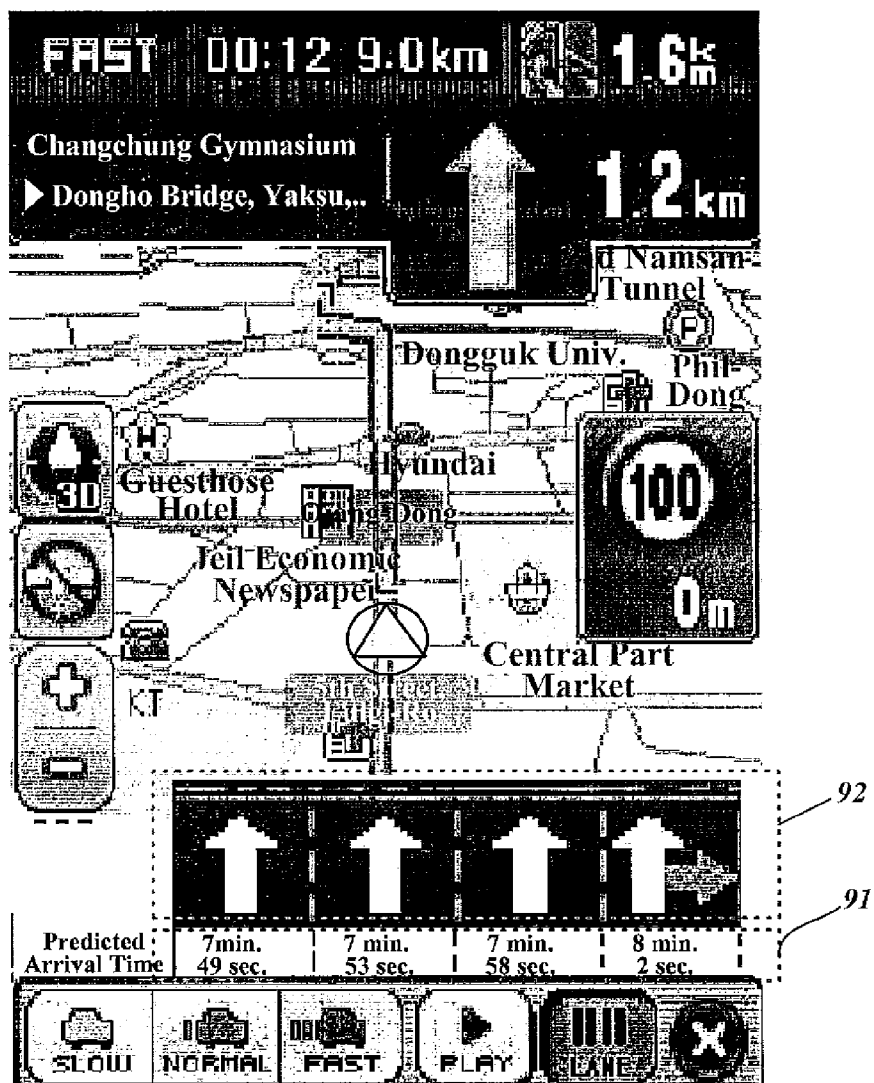 FAST 00:12 9.0km 1.6km
Changchung Gymnasium
Dongho Bridge, Yaksu,..
1.2km
d Namsan
Tunnel
P
Dongguk Univ.
Phil-
Dong
H
3D
Guesthose
Hotel
Hyundai
100
0m
Jeil Economic
Newspaper
Central Part
Market
KT
92
91
Predicted
Arrival Time
7min.
49 sec.
7 min.
53 sec.
7 min.
58 sec.
8 min.
2 sec.
SLOW NORMAL FAST PLAY LANE X